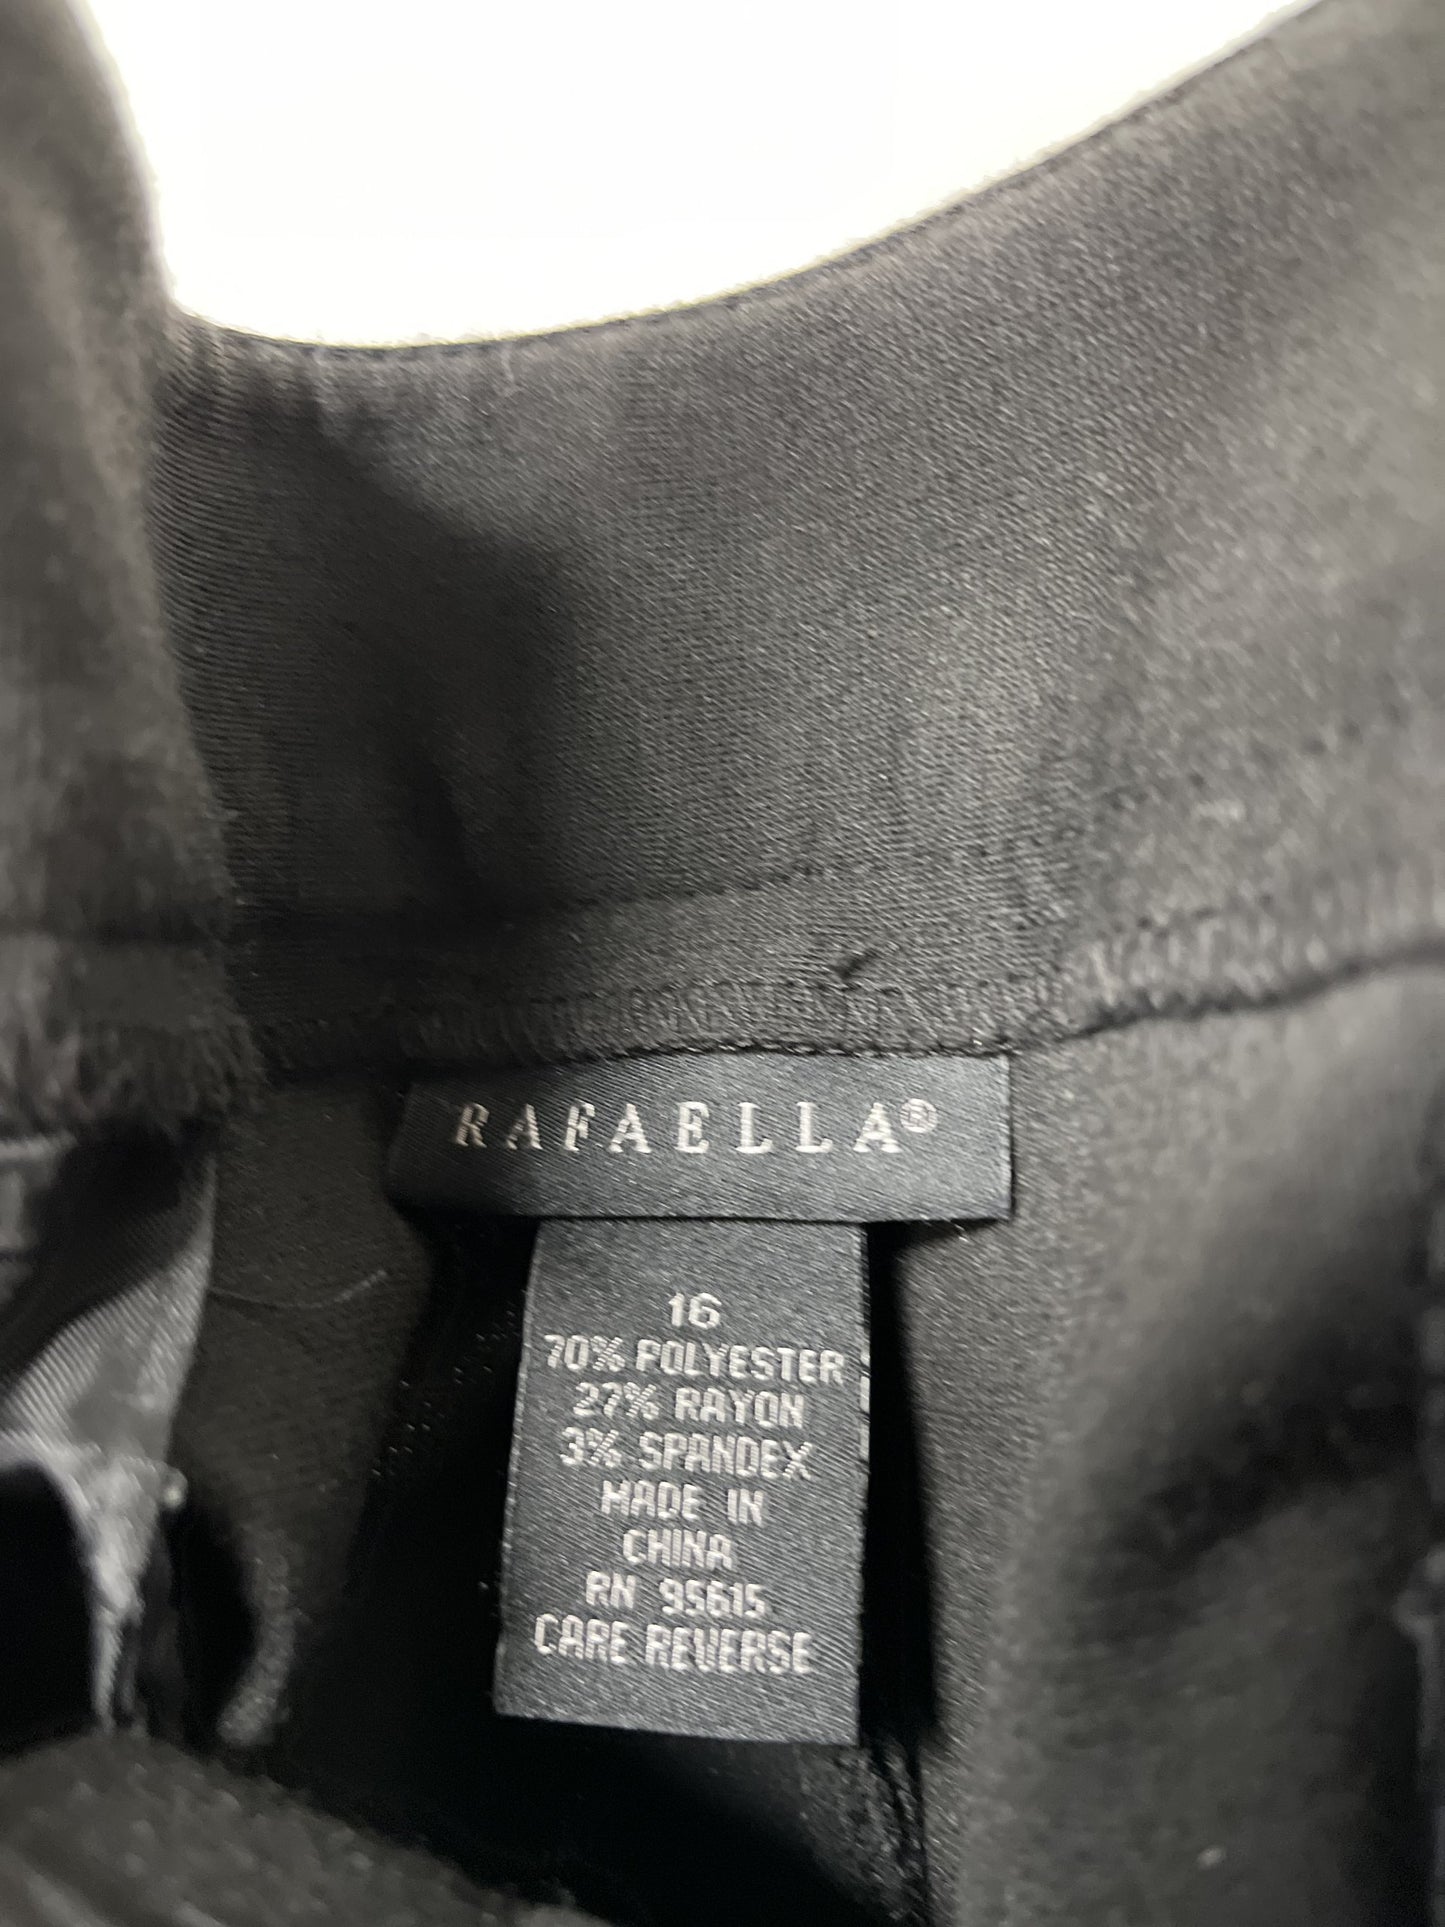 RAFAELLA®
16
70% POLYESTER
27% RAYON
3% SPANDEX
MADE IN
CHINA
RN 95615
CARE REVERSE